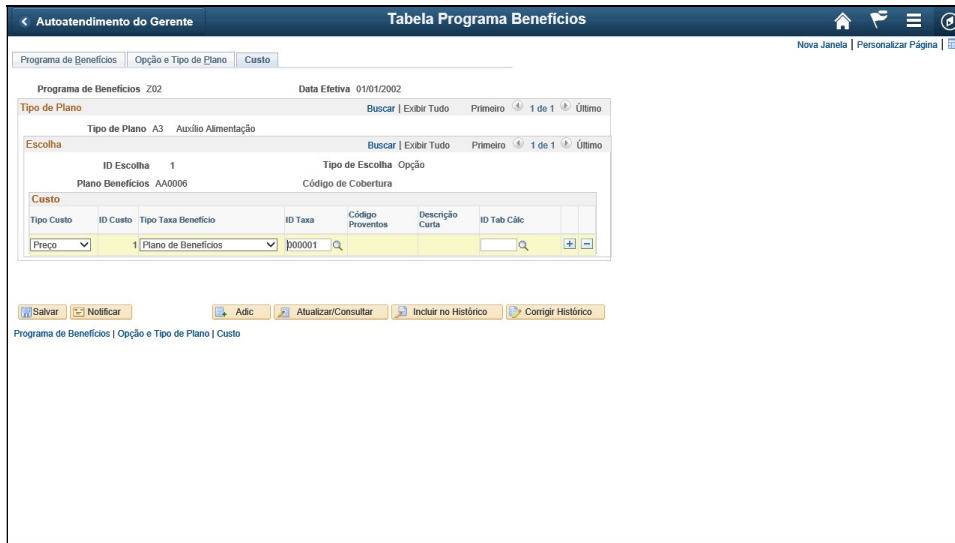 Autoatendimento do Gerente
Tabela Programa Benefícios
Nova Janela | Personalizar Página |
Programa de Benefícios Opção e Tipo de Plano Custo
Programa de Benefícios Z02 Data Efetiva 01/01/2002
Tipo de Plano Buscar | Exibir Tudo Primeiro 1 de 1 Último
Tipo de Plano A3 Auxílio Alimentação
Escolha Buscar | Exibir Tudo Primeiro 1 de 1 Último
ID Escolha 1 Tipo de Escolha Opção
Plano Benefícios AA0006 Código de Cobertura
Custo
Tipo Custo ID Custo Tipo Taxa Benefício ID Taxa Código Proventos Descrição Curta ID Tab Cálc
Preço 1 Plano de Benefícios 000001
Salvar Notificar Adic Atualizar/Consultar Incluir no Histórico Corrigir Histórico
Programa de Benefícios | Opção e Tipo de Plano | Custo